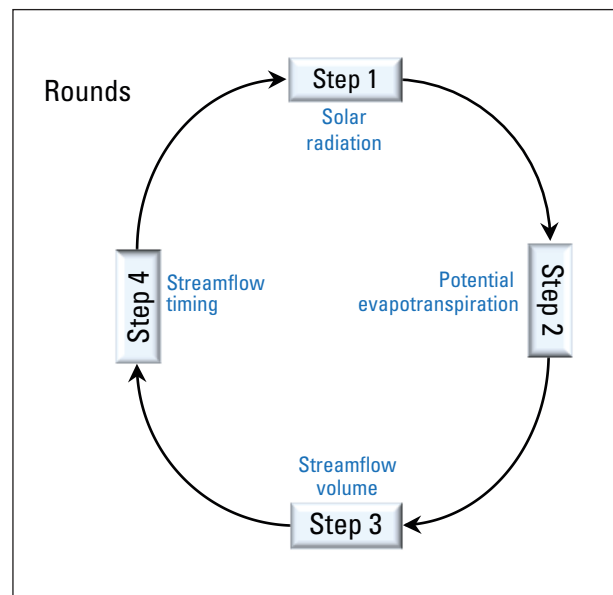 Rounds
Step 1
Solar
radiation
Step 2
Potential
evapotranspiration
Step 3
Streamflow
volume
Step 4
Streamflow
timing